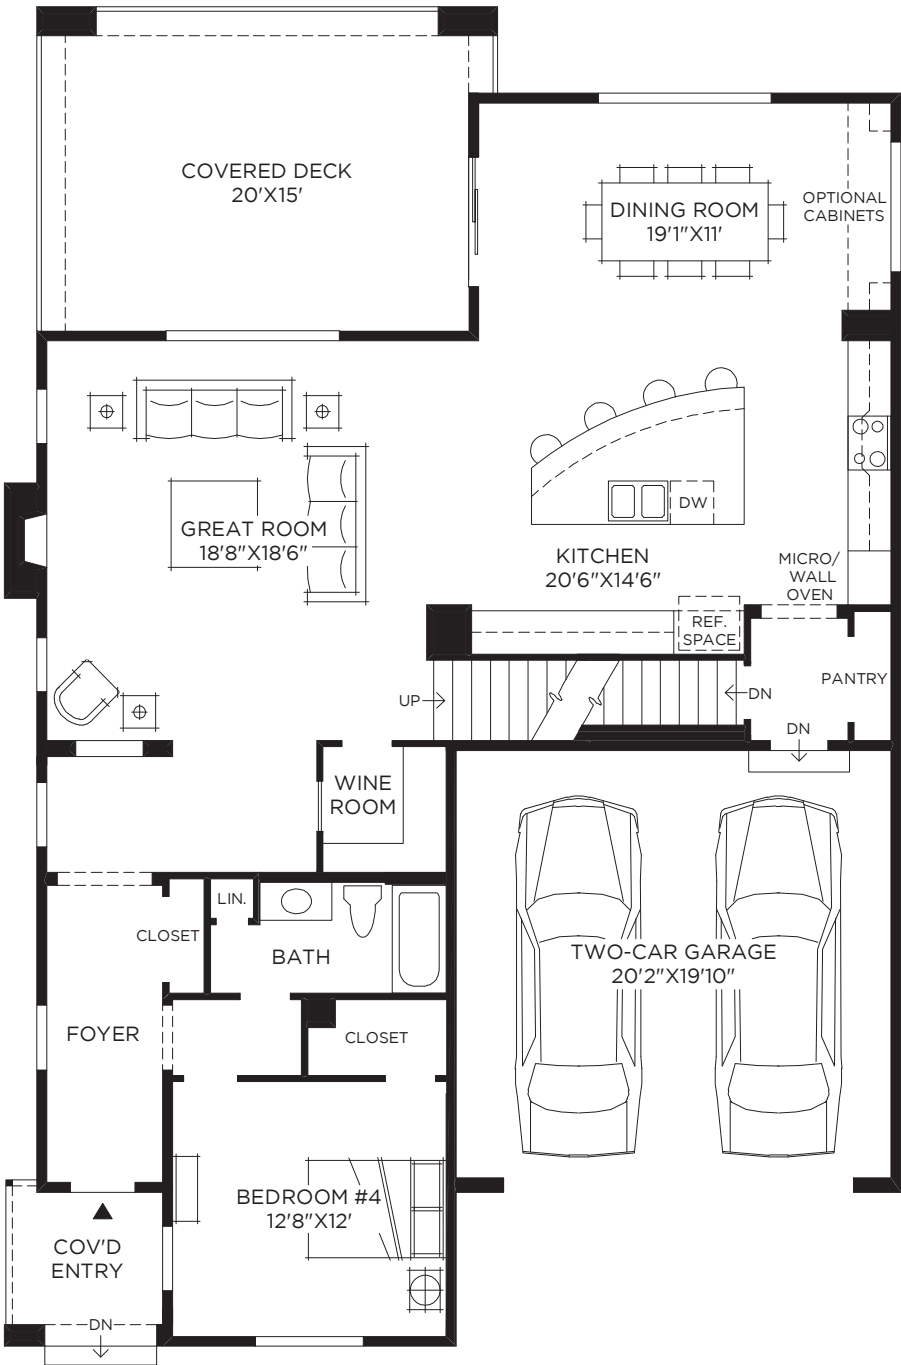 COVERED DECK
20'X15'
DINING ROOM
19'1"X11'
OPTIONAL
CABINETS
DW
GREAT ROOM
18'8"X18'6"
KITCHEN
20'6"X14'6"
MICRO/
WALL
OVEN
REF.
SPACE
PANTRY
UP
DN
DN
WINE
ROOM
LIN.
CLOSET
BATH
TWO-CAR GARAGE
20'2"X19'10"
FOYER
CLOSET
BEDROOM #4
12'8"X12'
COV'D
ENTRY
DN